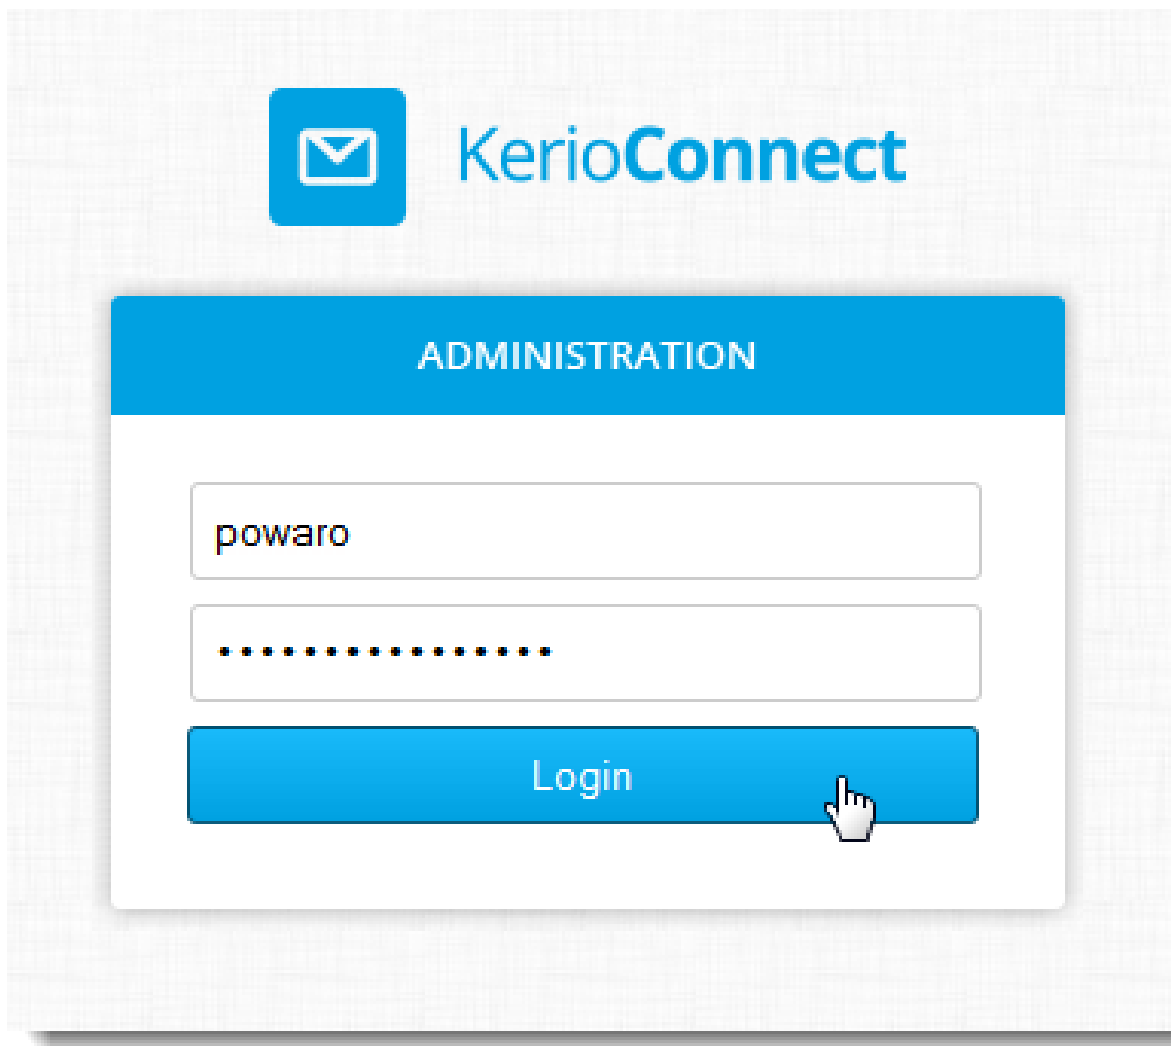 KerioConnect
ADMINISTRATION
powaro
••••••••••••••••
Login